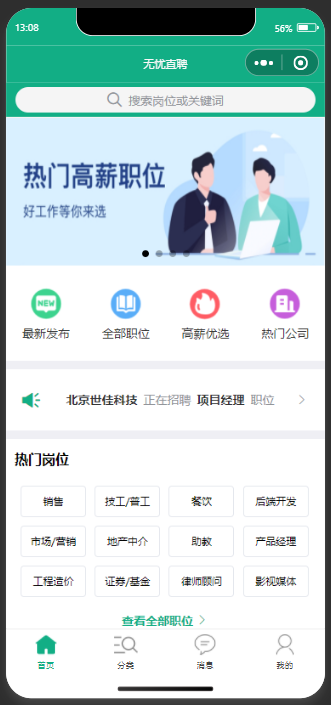 13:08
56%
无忧直聘
搜索岗位或关键词
热门高薪职位
好工作等你来选
NEW
最新发布 全部职位 高薪优选 热门公司
北京世佳科技 正在招聘 项目经理 职位
热门岗位
销售 技工/普工 餐饮 后端开发
市场/营销 地产中介 助教 产品经理
工程造价 证券/基金 律师顾问 影视媒体
查看全部职位
首页 分类 消息 我的